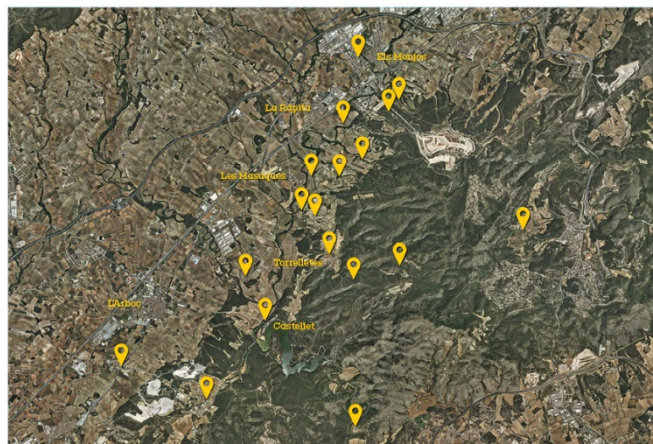 Els Monjos
La Ràpita
Les Masuques
Torrelletes
L'Arboç
Castellet